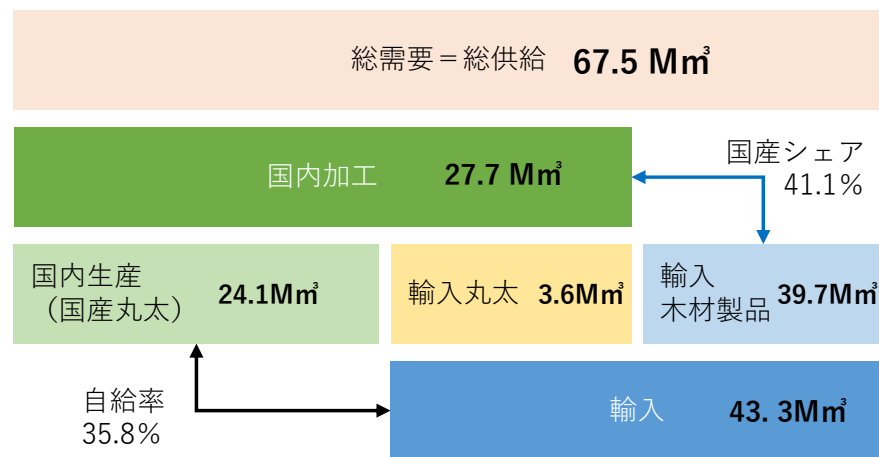 総需要＝総供給 67.5 M㎥
国内加工 27.7 M㎥
国産シェア
41.1%
国内生産
（国産丸太） 24.1M㎥
輸入丸太 3.6M㎥
輸入
木材製品 39.7M㎥
自給率
35.8%
輸入 43. 3M㎥